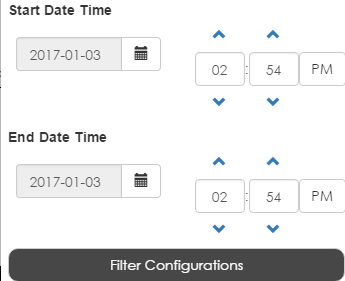 Start Date Time
2017-01-03 02 : 54 PM
End Date Time
2017-01-03 02 : 54 PM
Filter Configurations